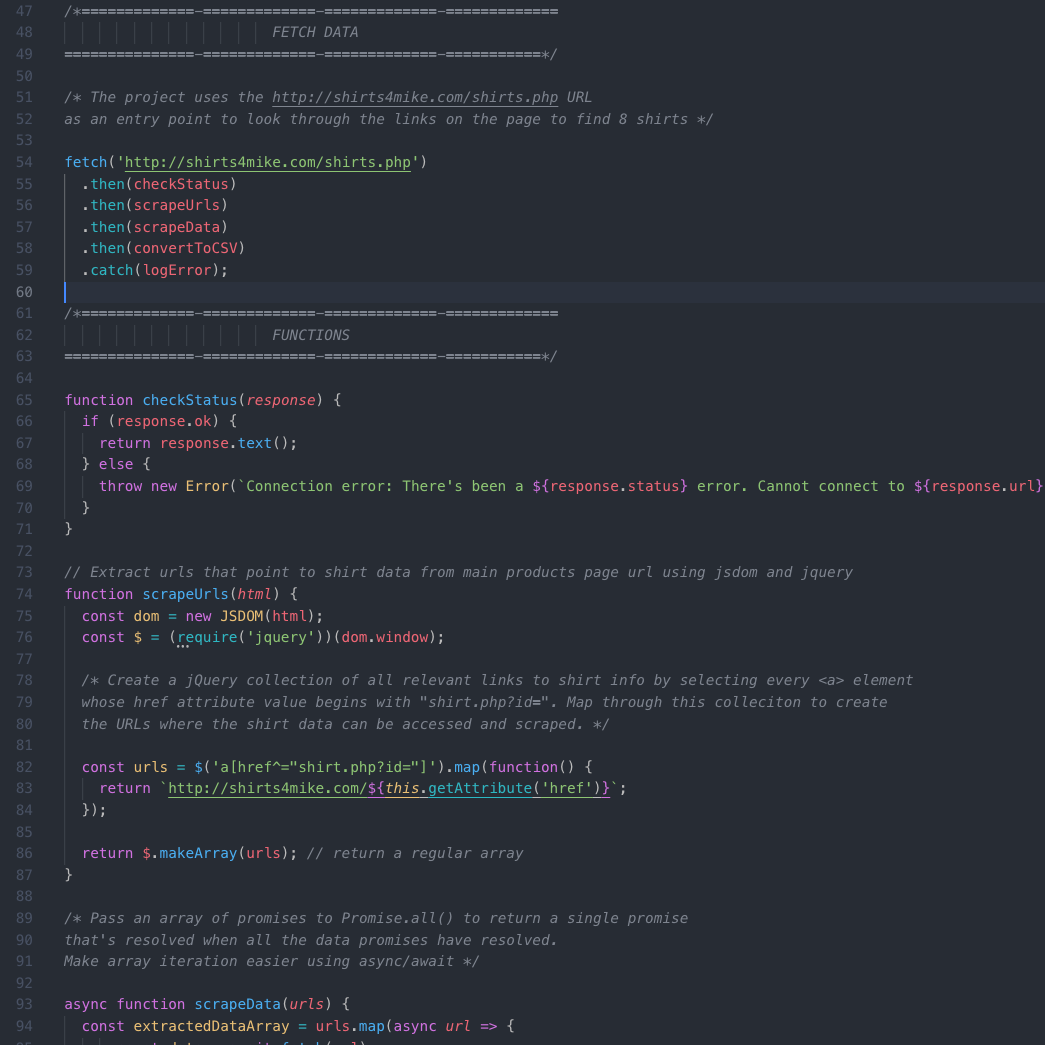 47 /*=============-=============-=============-=============
48 FETCH DATA
49 ===============-=============-=============-===========*/
50
51 /* The project uses the http://shirts4mike.com/shirts.php URL
52 as an entry point to look through the links on the page to find 8 shirts */
53
54 fetch('http://shirts4mike.com/shirts.php')
55 .then(checkStatus)
56 .then(scrapeUrls)
57 .then(scrapeData)
58 .then(convertToCSV)
59 .catch(logError);
60
61 /*=============-=============-=============-=============
62 FUNCTIONS
63 ===============-=============-=============-===========*/
64
65 function checkStatus(response) {
66 if (response.ok) {
67 return response.text();
68 } else {
69 throw new Error(`Connection error: There's been a ${response.status} error. Cannot connect to ${response.url}
70 }
71 }
72
73 // Extract urls that point to shirt data from main products page url using jsdom and jquery
74 function scrapeUrls(html) {
75 const dom = new JSDOM(html);
76 const $ = (require('jquery'))(dom.window);
77
78 /* Create a jQuery collection of all relevant links to shirt info by selecting every <a> element
79 whose href attribute value begins with "shirt.php?id=". Map through this colleciton to create
80 the URLs where the shirt data can be accessed and scraped. */
81
82 const urls = $('a[href^="shirt.php?id="]').map(function() {
83 return `http://shirts4mike.com/${this.getAttribute('href')}`;
84 });
85
86 return $.makeArray(urls); // return a regular array
87 }
88
89 /* Pass an array of promises to Promise.all() to return a single promise
90 that's resolved when all the data promises have resolved.
91 Make array iteration easier using async/await */
92
93 async function scrapeData(urls) {
94 const extractedDataArray = urls.map(async url => {